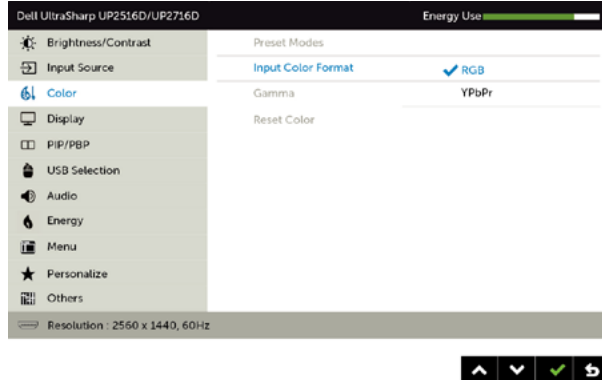 Dell UltraSharp UP2516D/UP2716D Energy Use
Brightness/Contrast Preset Modes
Input Source Input Color Format RGB
Color Gamma YPbPr
Display Reset Color
PIP/PBP
USB Selection
Audio
Energy
Menu
Personalize
Others
Resolution : 2560 x 1440, 60Hz